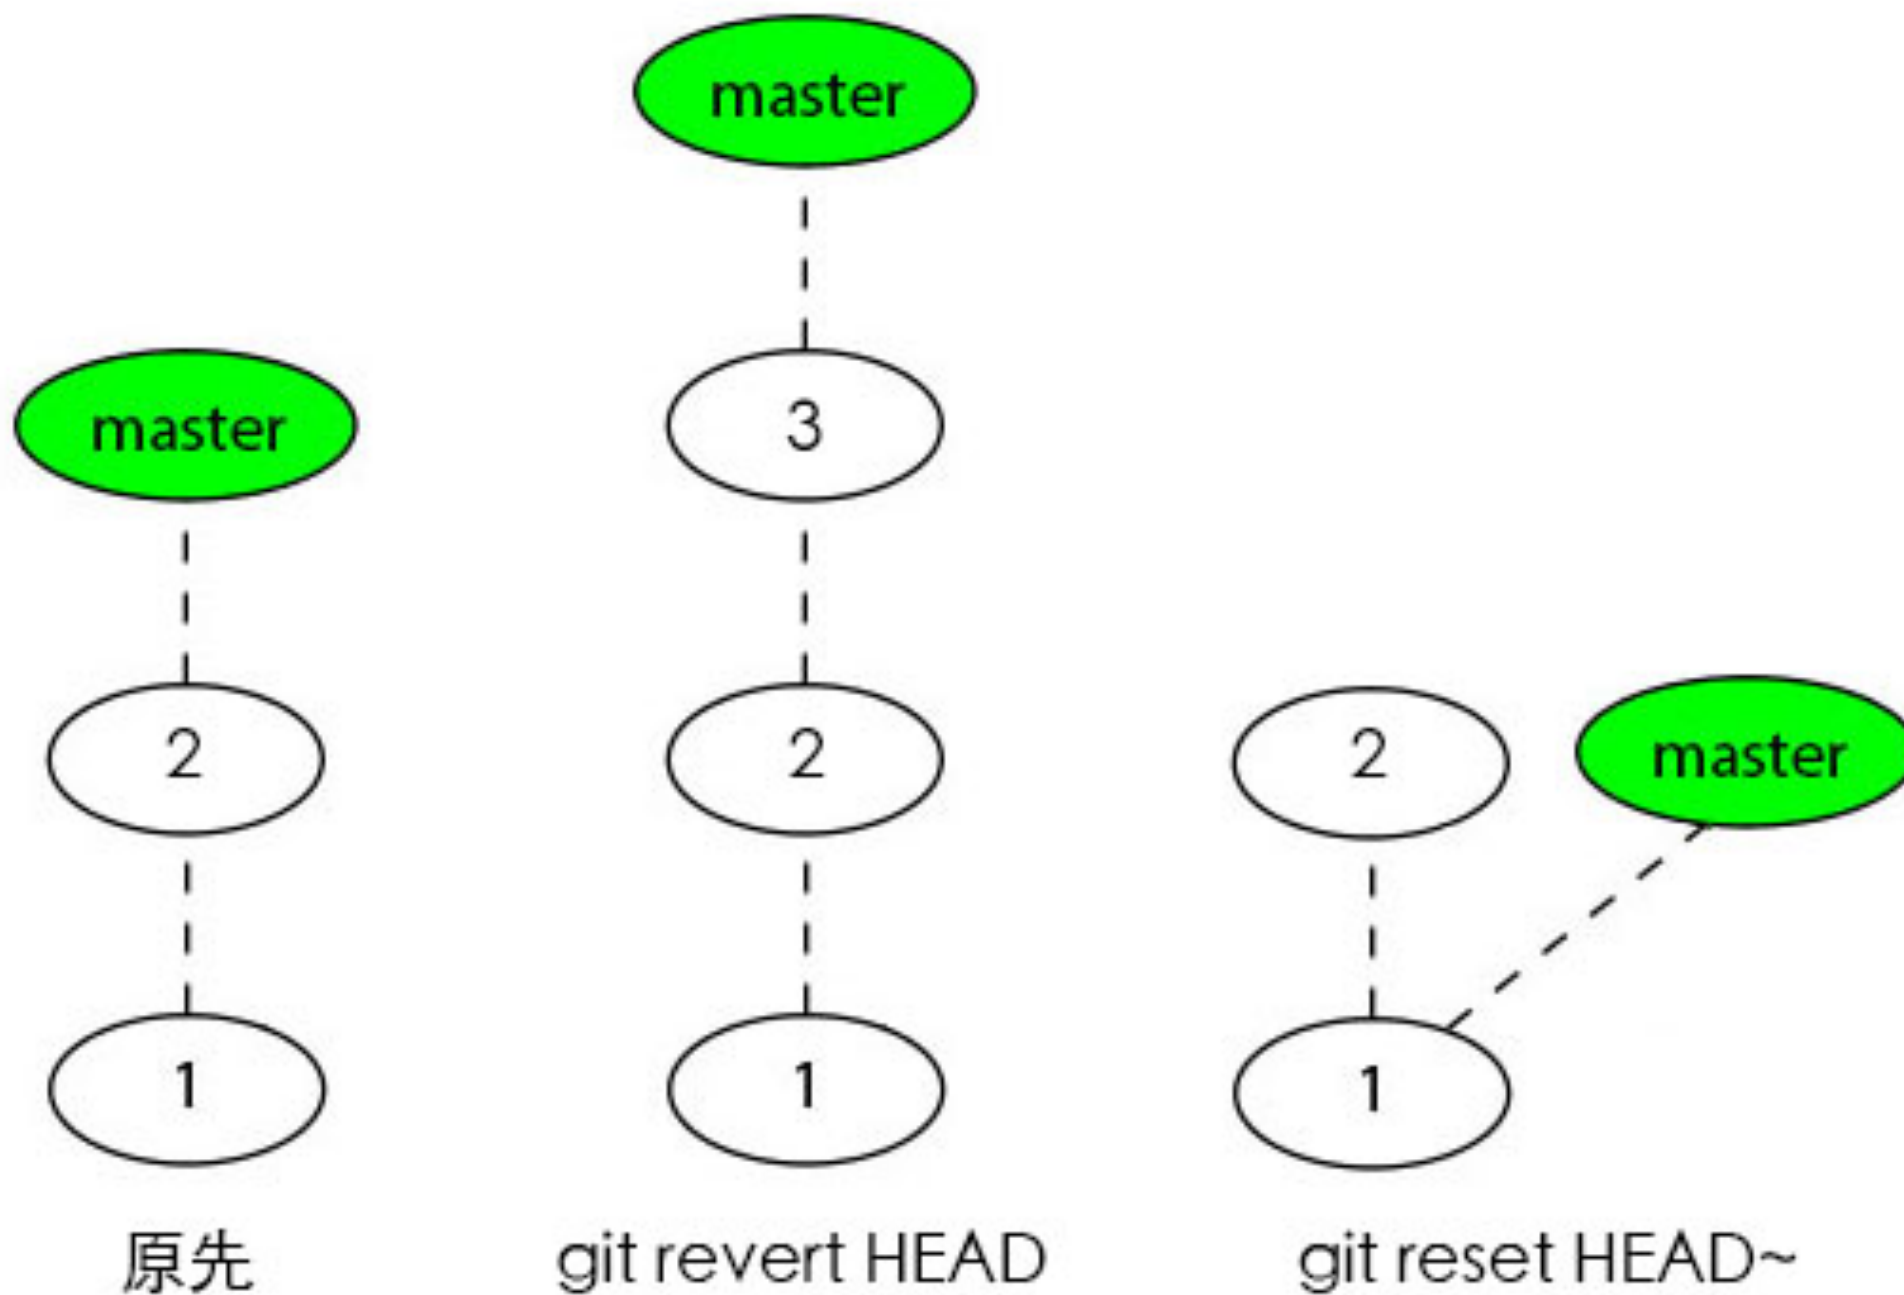 master
3
2
1
master
2
1
2
master
1
原先
git revert HEAD
git reset HEAD~